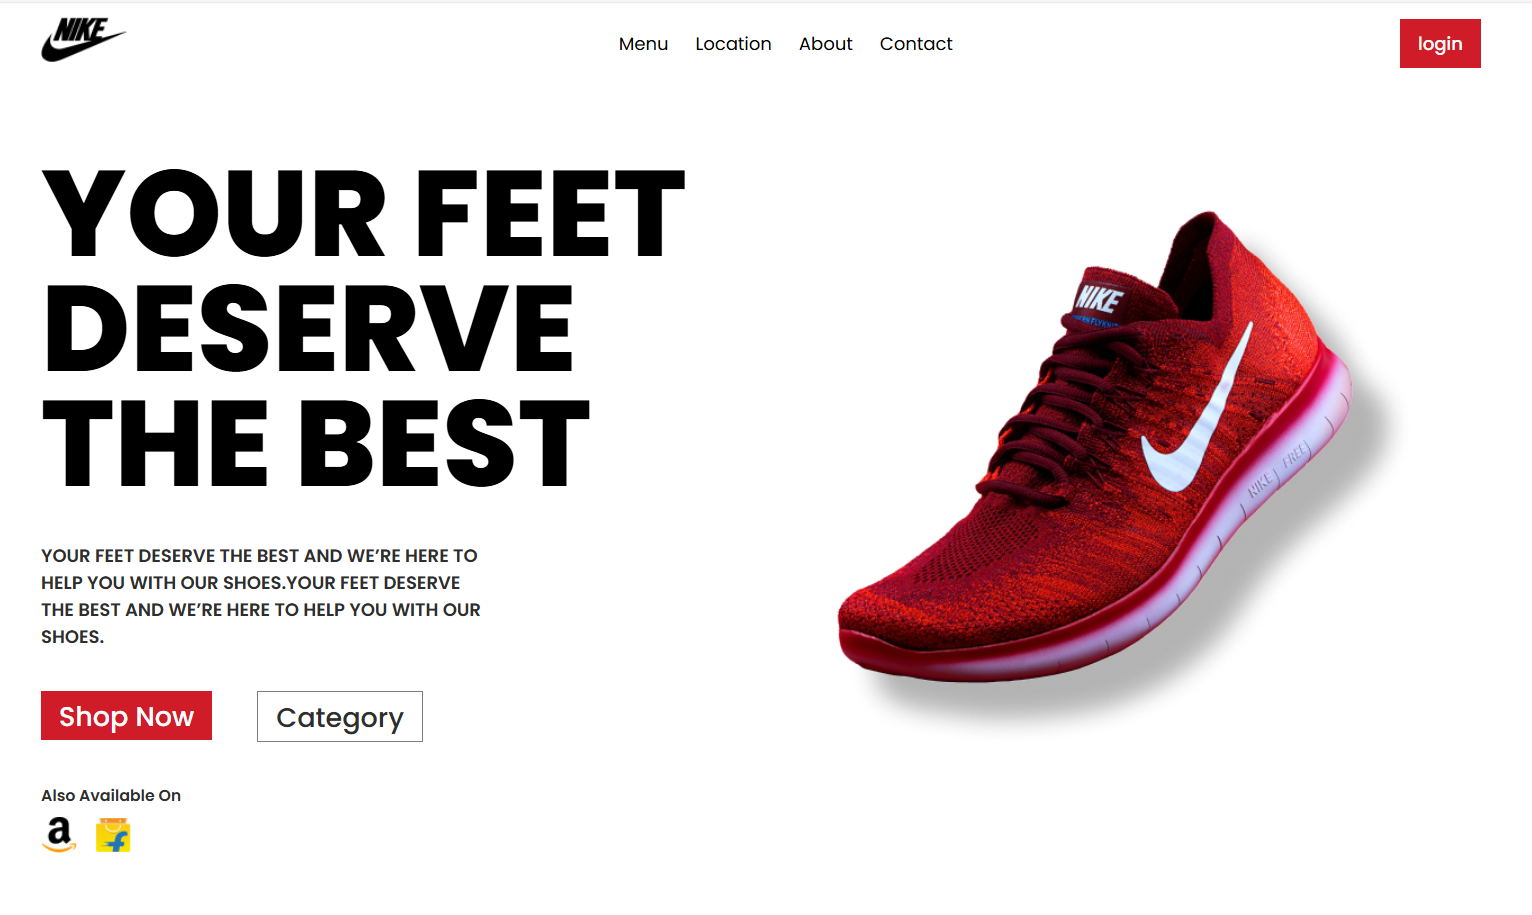 NIKE
Menu Location About Contact
login
YOUR FEET
DESERVE
THE BEST
YOUR FEET DESERVE THE BEST AND WE’RE HERE TO
HELP YOU WITH OUR SHOES.YOUR FEET DESERVE
THE BEST AND WE’RE HERE TO HELP YOU WITH OUR
SHOES.
Shop Now
Category
Also Available On
a
f
NIKE
NIKE FREE